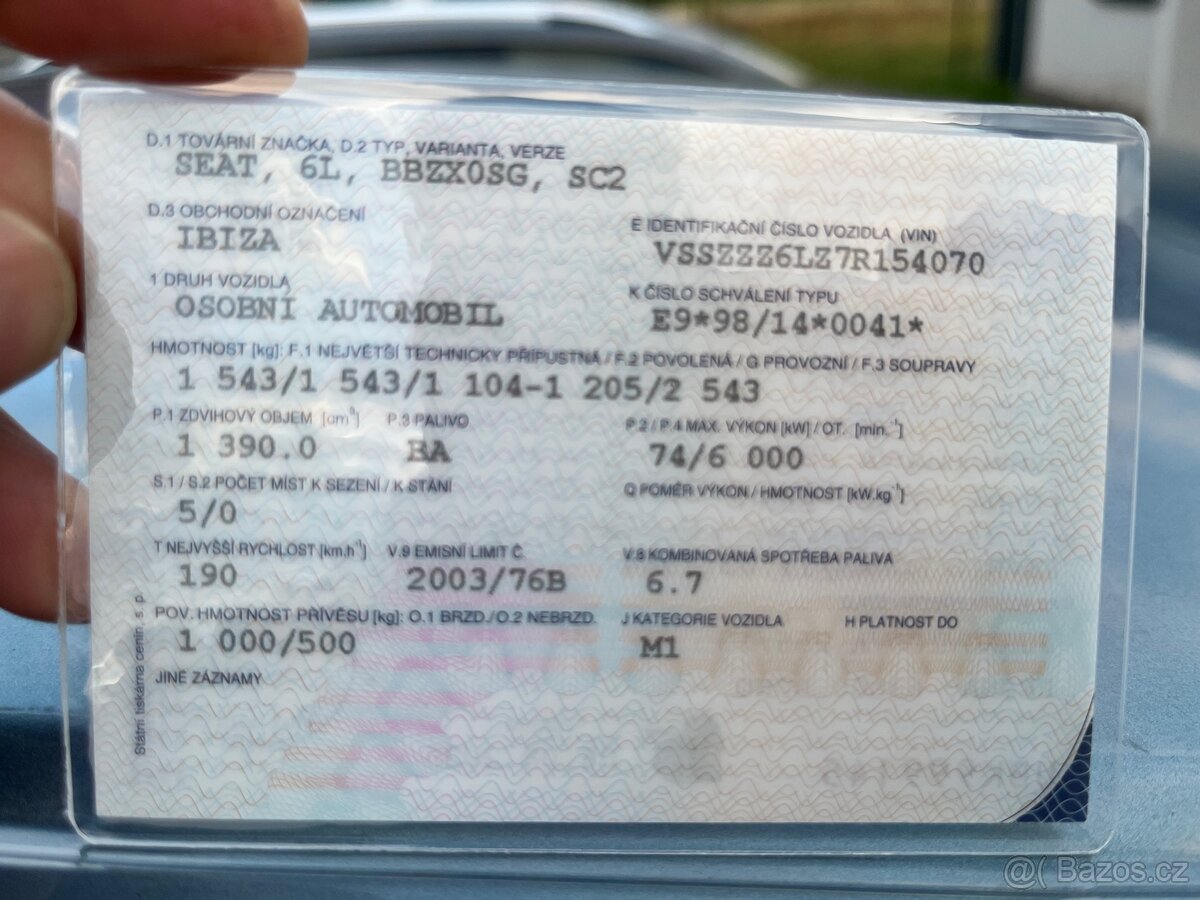 D.1 TOVÁRNÍ ZNAČKA, D.2 TYP, VARIANTA, VERZE
SEAT, 6L, BBZX0SG, SC2
D.3 OBCHODNÍ OZNAČENÍ
IBIZA
E IDENTIFIKAČNÍ ČÍSLO VOZIDLA (VIN)
VSSZZZ6LZ7R154070
1 DRUH VOZIDLA
OSOBNÍ AUTOMOBIL
K ČÍSLO SCHVÁLENÍ TYPU
E9*98/14*0041*
HMOTNOST [kg]: F.1 NEJVĚTŠÍ TECHNICKY PŘÍPUSTNÁ / F.2 POVOLENÁ / G PROVOZNÍ / F.3 SOUPRAVY
1 543/1 543/1 104-1 205/2 543
P.1 ZDVIHOVÝ OBJEM [cm³] P.3 PALIVO P.2 / P.4 MAX. VÝKON [kW] / OT. [min.⁻¹]
1 390.0 BA 74/6 000
S.1 / S.2 POČET MÍST K SEZENÍ / K STÁNÍ Q POMĚR VÝKON / HMOTNOST [kW.kg⁻¹]
5/0
T NEJVYŠŠÍ RYCHLOST [km.h⁻¹] V.9 EMISNÍ LIMIT Č. V.8 KOMBINOVANÁ SPOTŘEBA PALIVA
190 2003/76B 6.7
POV. HMOTNOST PŘÍVĚSU [kg]: O.1 BRZD./O.2 NEBRZD. J KATEGORIE VOZIDLA H PLATNOST DO
1 000/500 M1
JINÉ ZÁZNAMY
Státní tiskárna cenin, s. p.
@( Bazos.cz